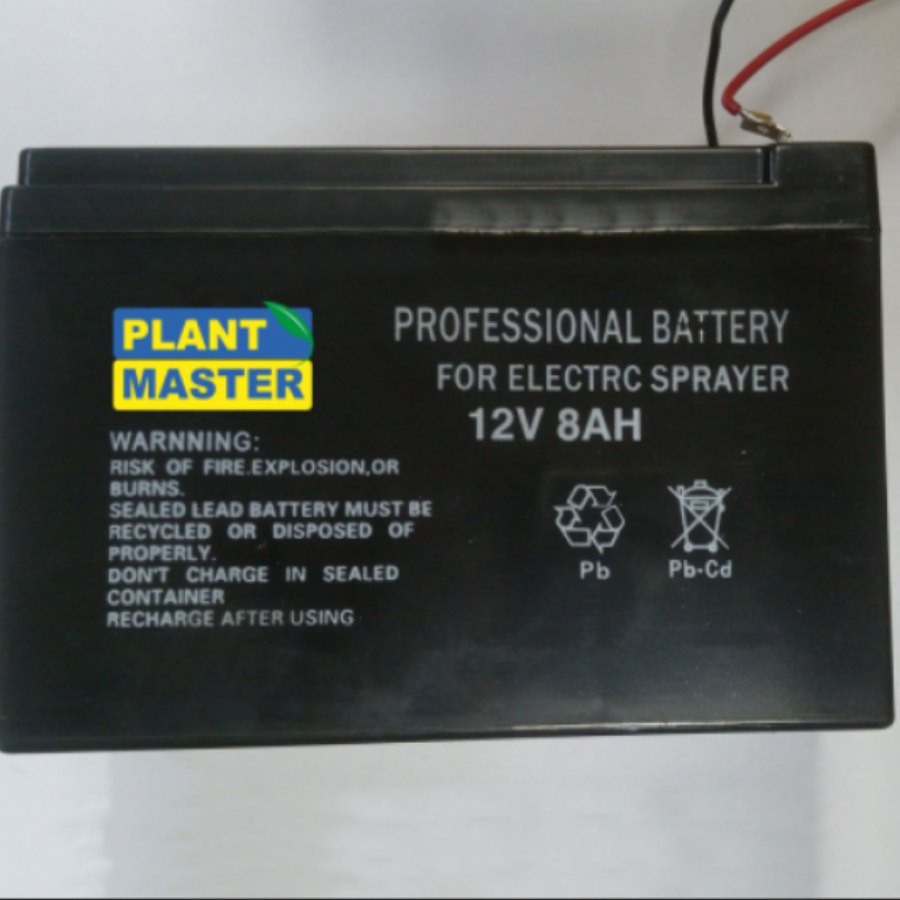 PLANT
MASTER
PROFESSIONAL BATTERY
FOR ELECTRC SPRAYER
12V 8AH
WARNNING:
RISK OF FIRE.EXPLOSION,OR
BURNS.
SEALED LEAD BATTERY MUST BE
RECYCLED OR DISPOSED OF
PROPERLY.
DON'T CHARGE IN SEALED
CONTAINER
RECHARGE AFTER USING
Pb
Pb·Cd